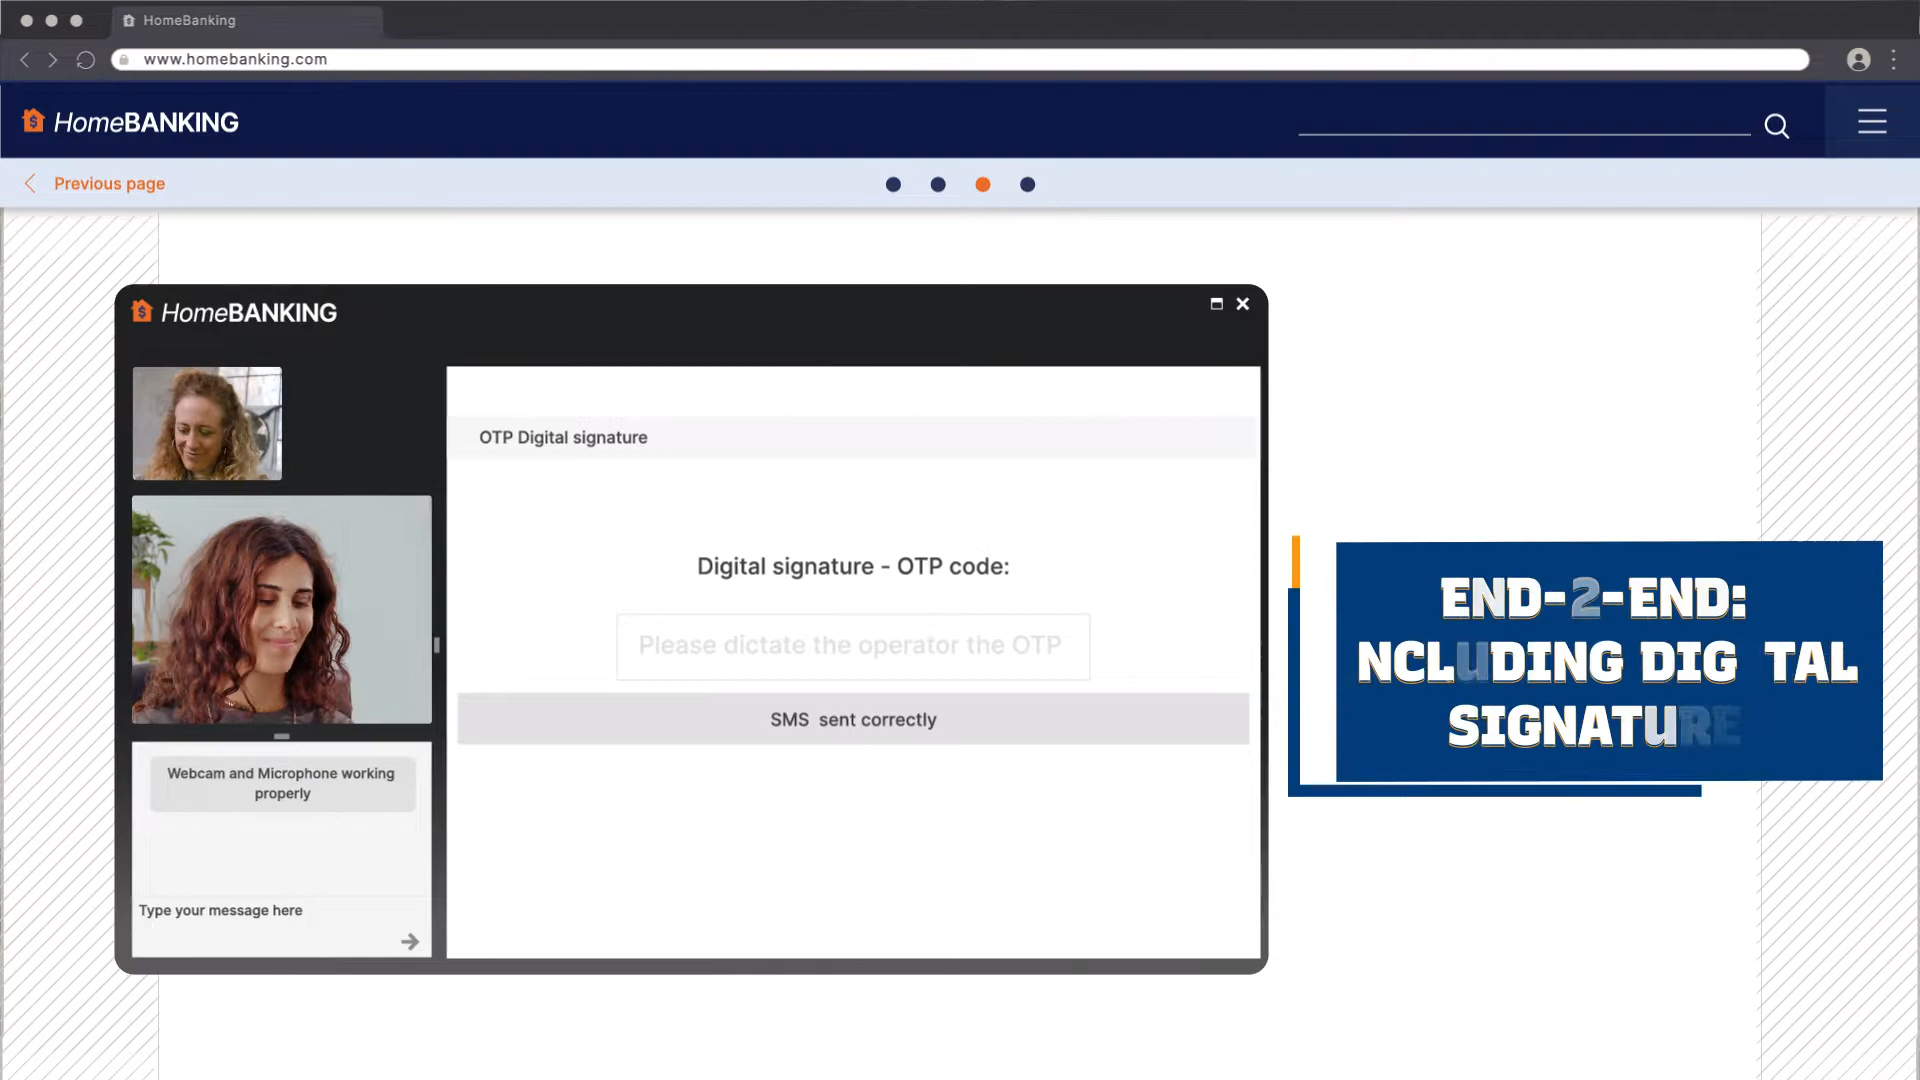 HomeBanking
www.homebanking.com
HomeBANKING
Previous page
HomeBANKING
OTP Digital signature
Digital signature - OTP code:
Please dictate the operator the OTP
SMS sent correctly
Webcam and Microphone working
properly
Type your message here
END-2-END:
NCLUDING DIG TAL
SIGNATURE